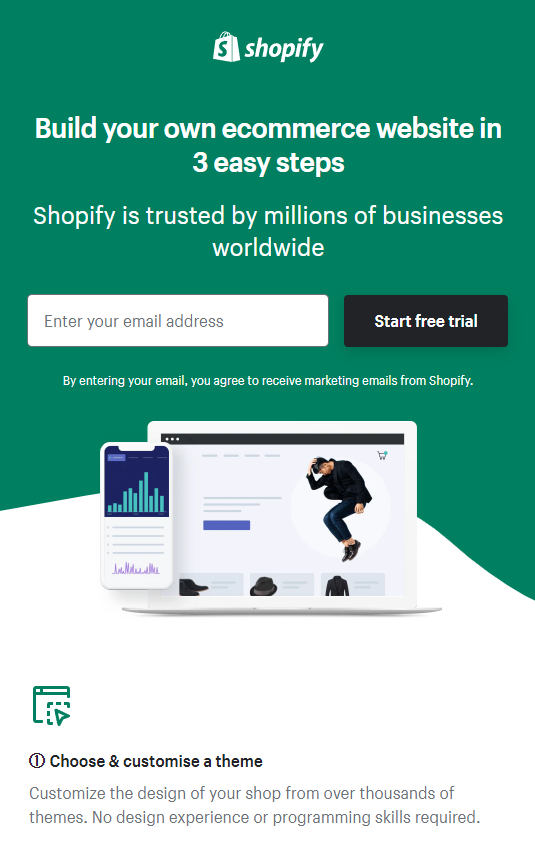 shopify
Build your own ecommerce website in
3 easy steps
Shopify is trusted by millions of businesses
worldwide
Enter your email address
Start free trial
By entering your email, you agree to receive marketing emails from Shopify.
① Choose & customise a theme
Customize the design of your shop from over thousands of
themes. No design experience or programming skills required.